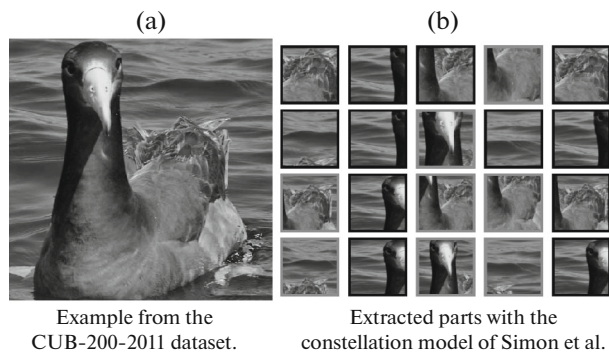 (a)
(b)
Example from the
CUB-200-2011 dataset.
Extracted parts with the
constellation model of Simon et al.